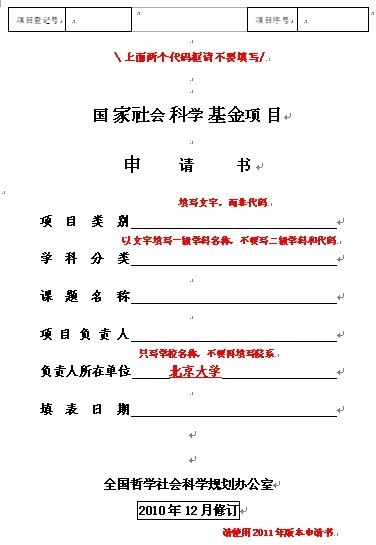 项目登记号 项目序号
\上面两个代码框请不要填写/
国家社会科学基金项目
申 请 书
填写文字，而非代码
项 目 类 别
以文字填写一级学科名称，不要写二级学科和代码
学 科 分 类
课 题 名 称
项 目 负 责 人
只写学校名称，不要再填写院系
负责人所在单位 北京大学
填 表 日 期
全国哲学社会科学规划办公室
2010 年 12 月修订
请使用 2011 年版本申请书